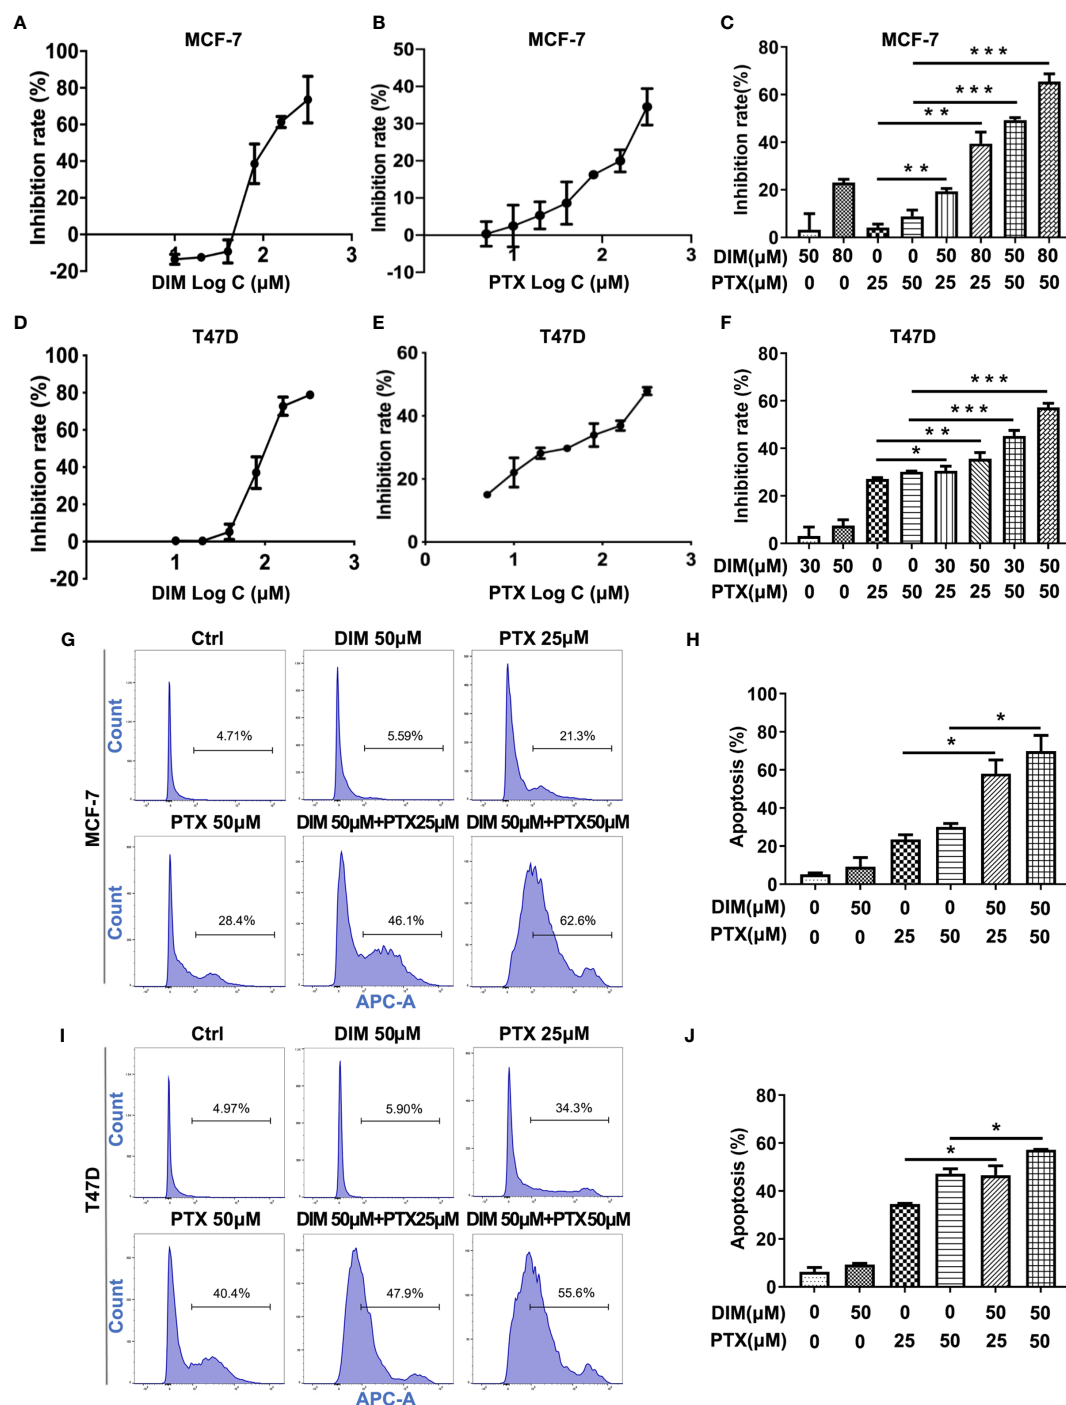 A
MCF-7
Inhibition rate (%)
100
80
60
40
20
0
-20
1
2
3
DIM Log C (μM)
B
MCF-7
Inhibition rate (%)
50
40
30
20
10
0
-10
1
2
3
PTX Log C (μM)
C
MCF-7
Inhibition rate(%)
80
60
40
20
0
** ** *** ***
DIM(μM) 50 80 0 0 50 80 50 80
PTX(μM) 0 0 25 50 25 25 50 50
D
T47D
Inhibition rate (%)
100
80
60
40
20
0
-20
1
2
3
DIM Log C (μM)
E
T47D
Inhibition rate (%)
60
40
20
0
0 1 2 3
PTX Log C (μM)
F
T47D
Inhibition rate (%)
80
60
40
20
0
* ** *** ***
DIM(μM) 30 50 0 0 30 50 30 50
PTX(μM) 0 0 25 50 25 25 50 50
G
MCF-7
Ctrl
DIM 50μM
PTX 25μM
Count
4.71%
5.59%
21.3%
PTX 50μM
DIM 50μM+PTX25μM
DIM 50μM+PTX50μM
Count
28.4%
46.1%
62.6%
APC-A
H
Apoptosis (%)
100
80
60
40
20
0
* *
DIM(μM) 0 50 0 0 50 50
PTX(μM) 0 0 25 50 25 50
I
T47D
Ctrl
DIM 50μM
PTX 25μM
Count
4.97%
5.90%
34.3%
PTX 50μM
DIM 50μM+PTX25μM
DIM 50μM+PTX50μM
Count
40.4%
47.9%
55.6%
APC-A
J
Apoptosis (%)
80
60
40
20
0
* *
DIM(μM) 0 50 0 0 50 50
PTX(μM) 0 0 25 50 25 50